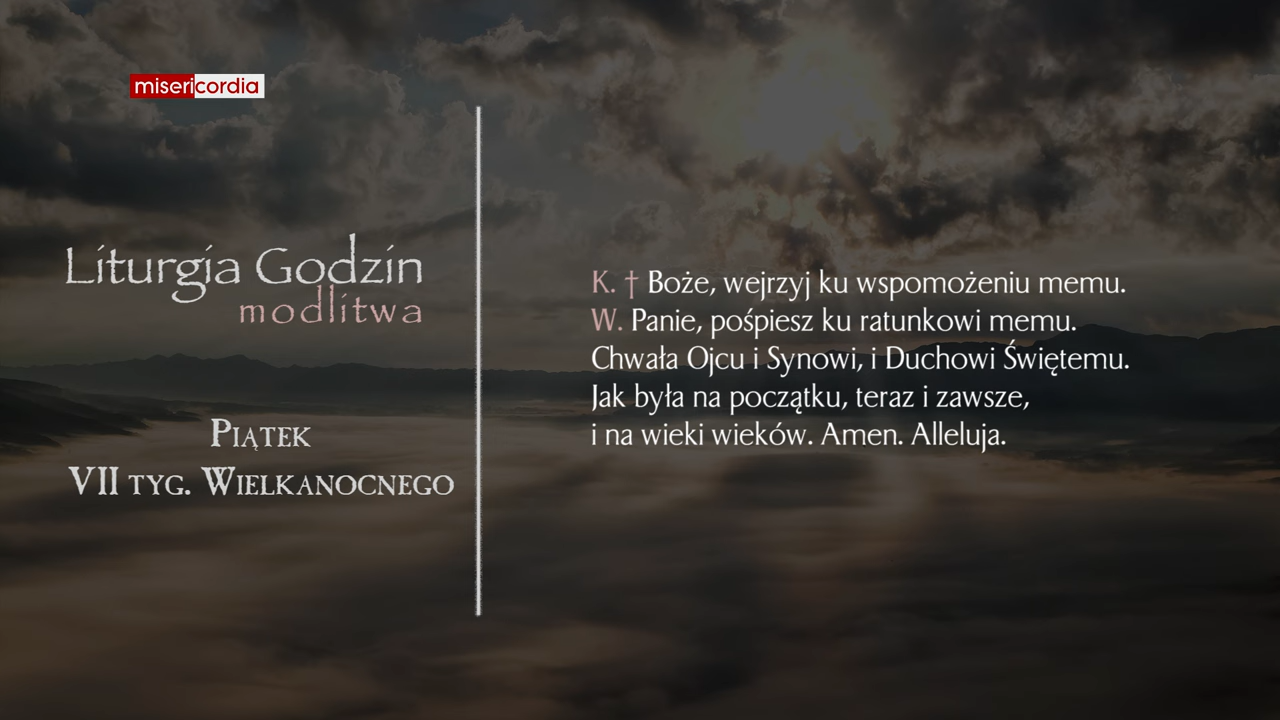 misericordia
Liturgia Godzin
modlitwa
Piątek
VII tyg. Wielkanocnego
K. † Boże, wejrzyj ku wspomożeniu memu.
W. Panie, pośpiesz ku ratunkowi memu.
Chwała Ojcu i Synowi, i Duchowi Świętemu.
Jak była na początku, teraz i zawsze,
i na wieki wieków. Amen. Alleluja.